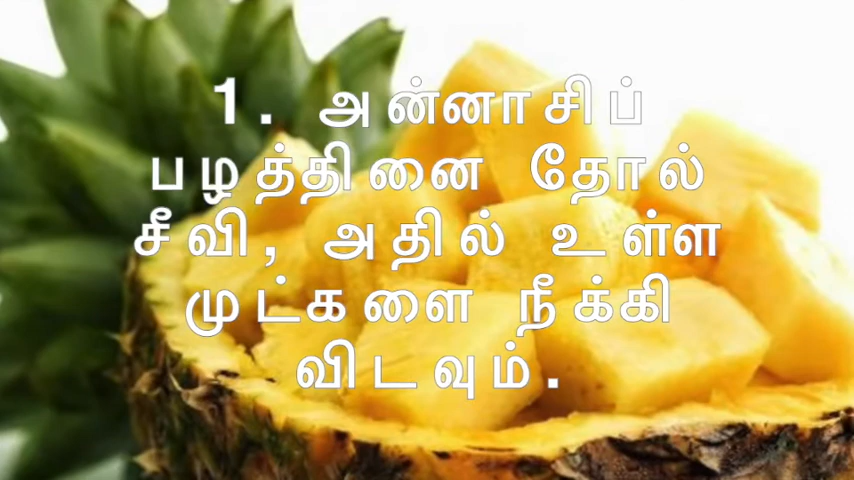 1. அன்னாசிப்
பழத்தினை தோல்
சீவி, அதில் உள்ள
முட்களை நீக்கி
விடவும்.